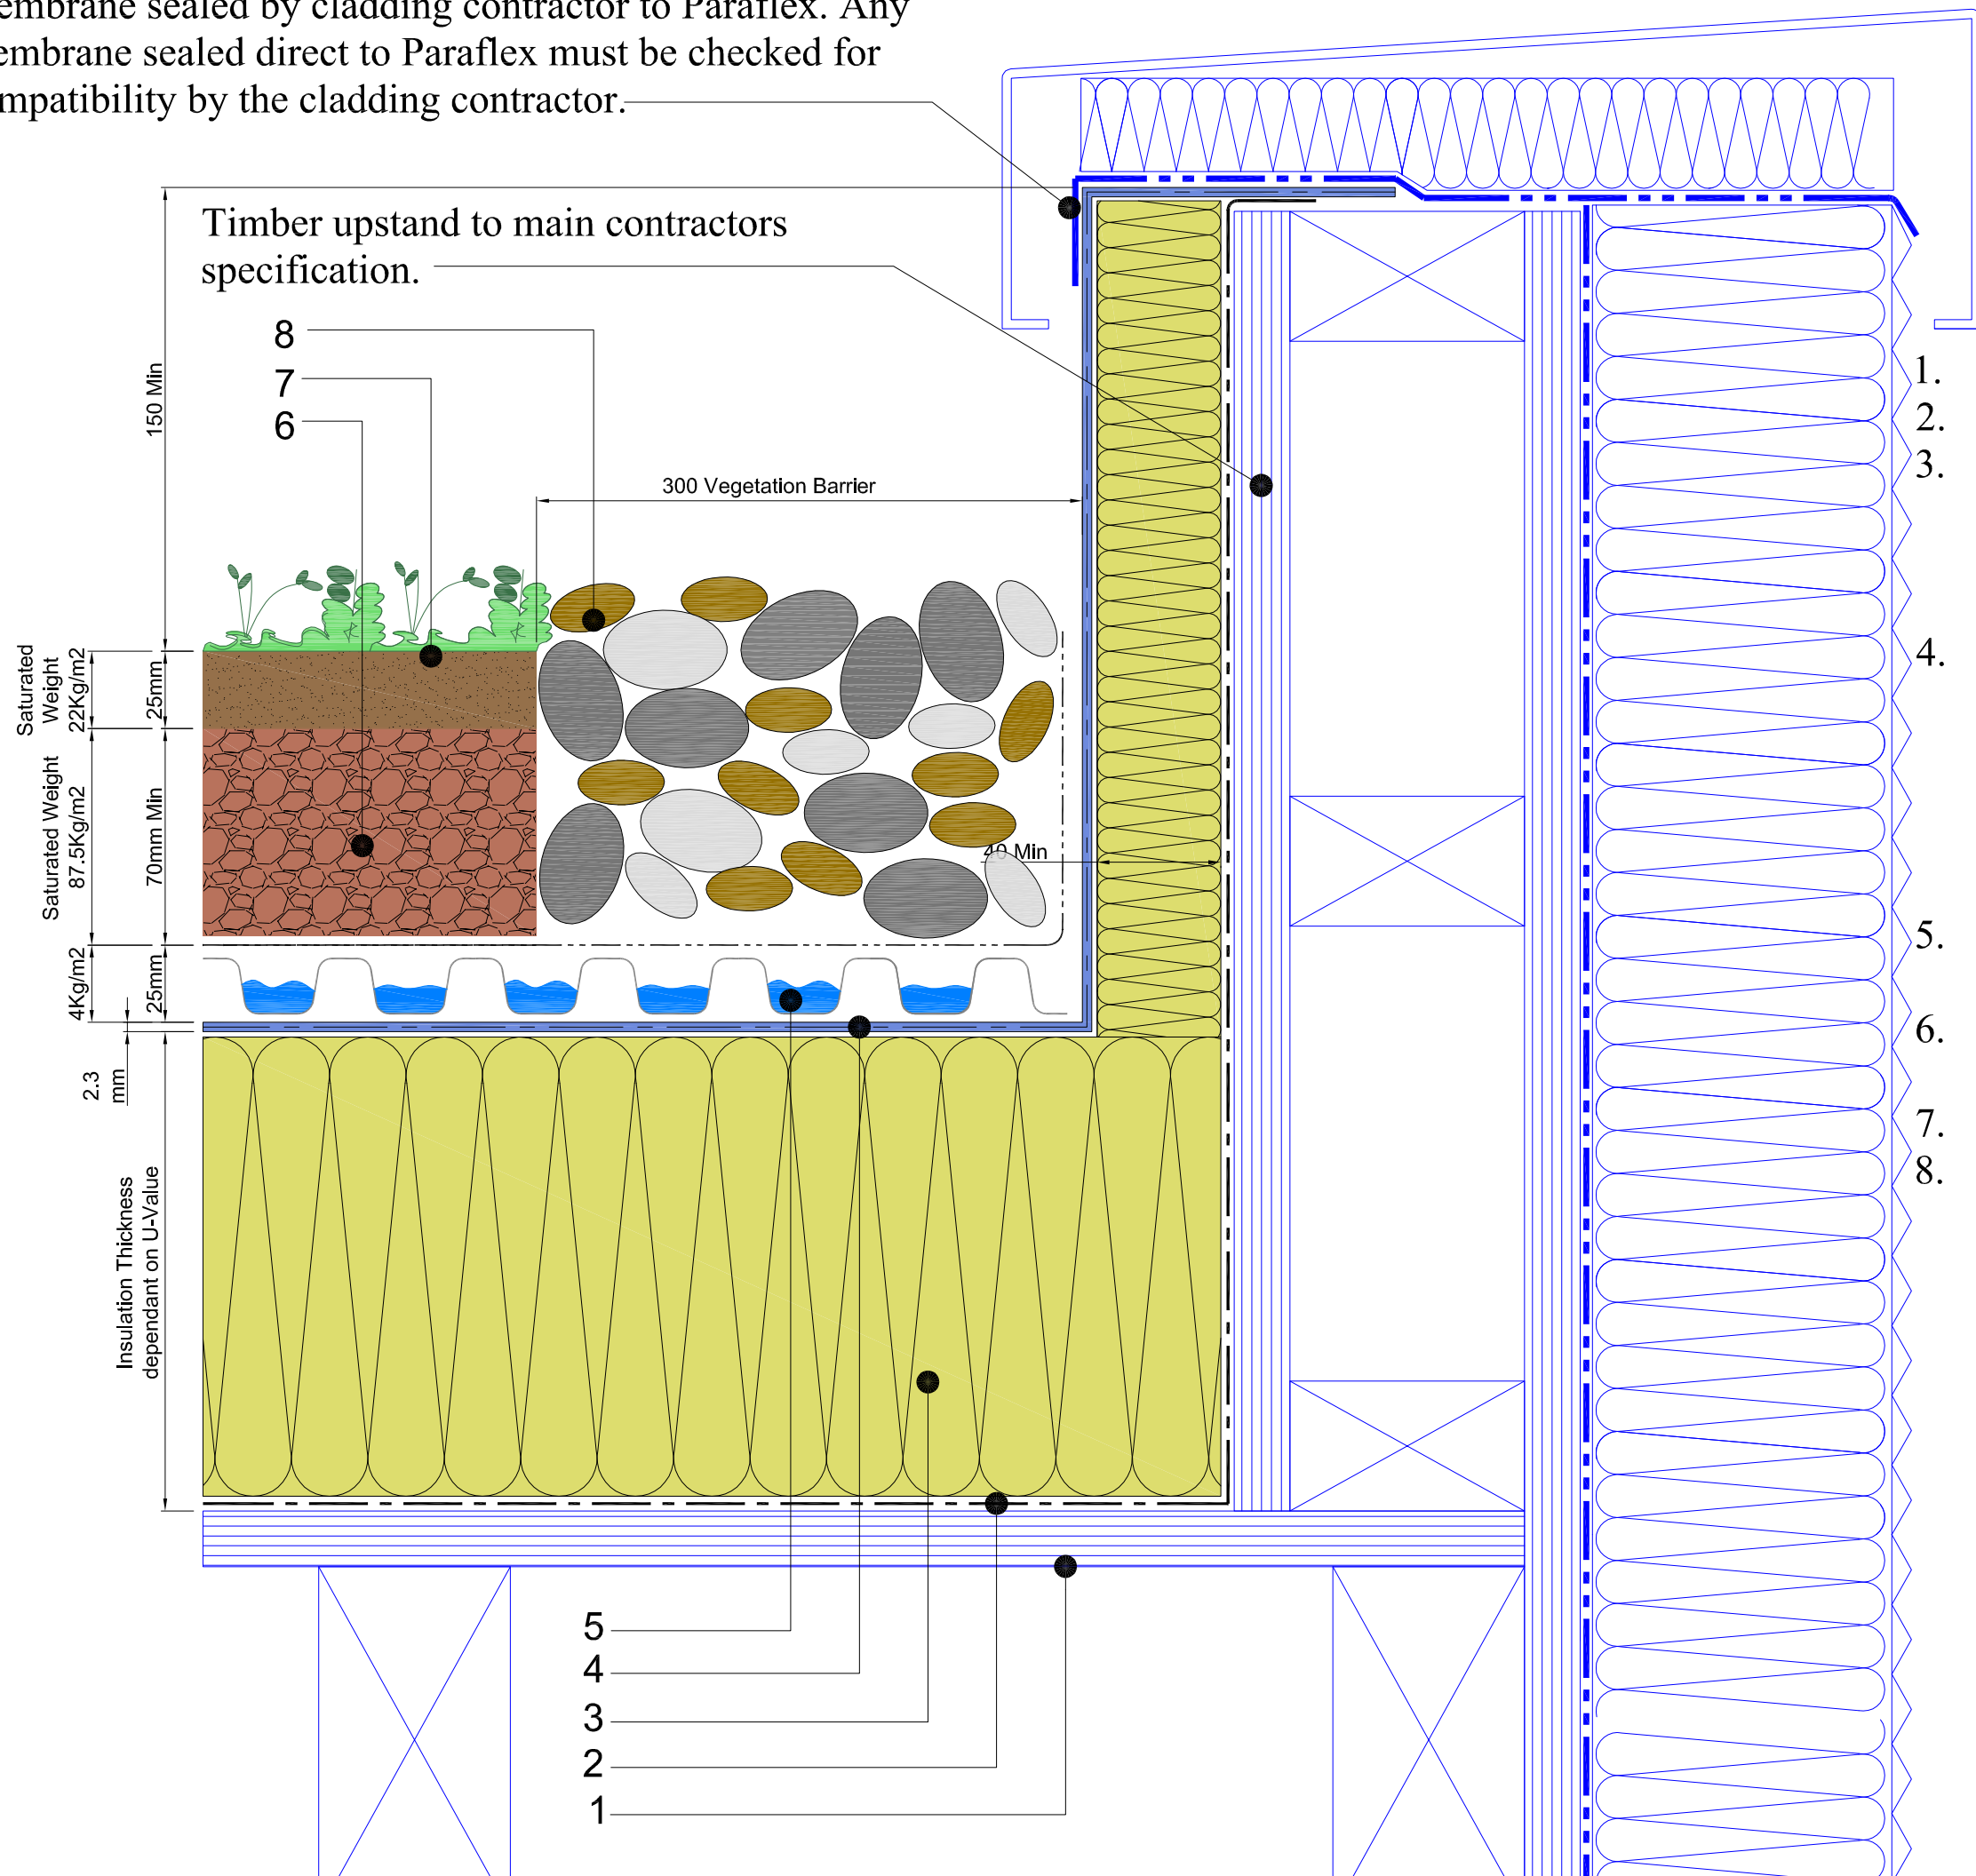 embrane sealed by cladding contractor to Paraflex. Any
embrane sealed direct to Paraflex must be checked for
mpatibility by the cladding contractor.
Timber upstand to main contractors
specification.
8
7
6
150 Min
300 Vegetation Barrier
Saturated
Weight
22Kg/m2
25mm
Saturated Weight
87.5Kg/m2
70mm Min
40 Min
4Kg/m2
25mm
2.3
mm
Insulation Thickness
dependant on U-Value
5
4
3
2
1
1.
2.
3.
4.
5.
6.
7.
8.